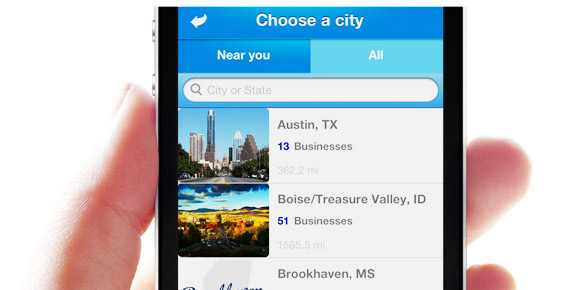 Choose a city
Near you
All
City or State
Austin, TX
13 Businesses
362.2 mi
Boise/Treasure Valley, ID
51 Businesses
1565.5 mi
Brookhaven, MS